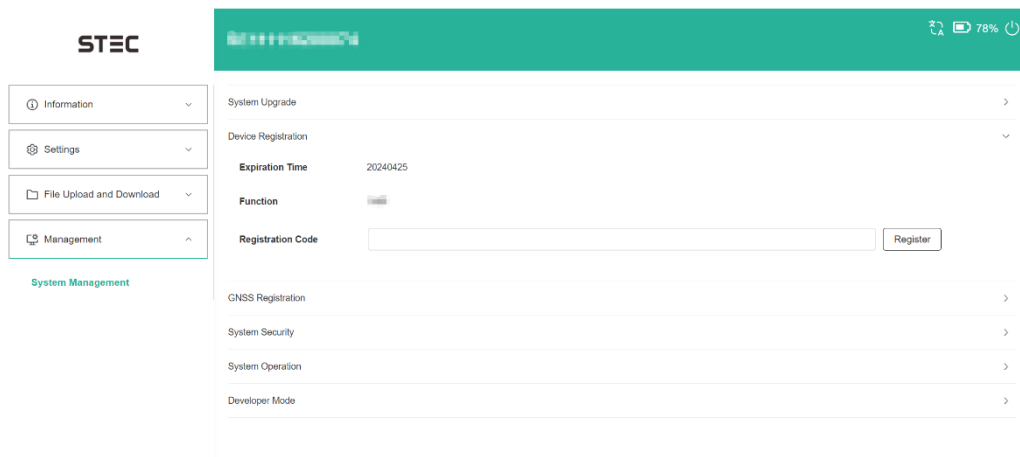 STEC
78%
Information
Settings
File Upload and Download
Management
System Management
System Upgrade
Device Registration
Expiration Time 20240425
Function
Registration Code Register
GNSS Registration
System Security
System Operation
Developer Mode